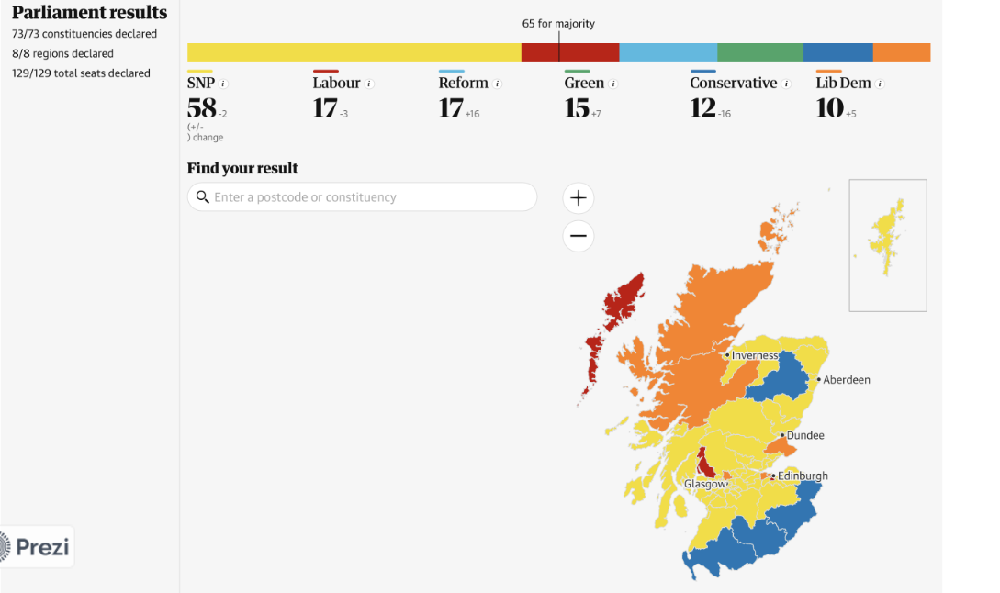 Parliament results
73/73 constituencies declared
8/8 regions declared
129/129 total seats declared
65 for majority
SNP i
58 -2
(+/-
) change
Labour i
17 -3
Reform i
17 +16
Green i
15 +7
Conservative i
12 -16
Lib Dem i
10 +5
Find your result
Enter a postcode or constituency
Inverness
Aberdeen
Dundee
Edinburgh
Glasgow
Prezi